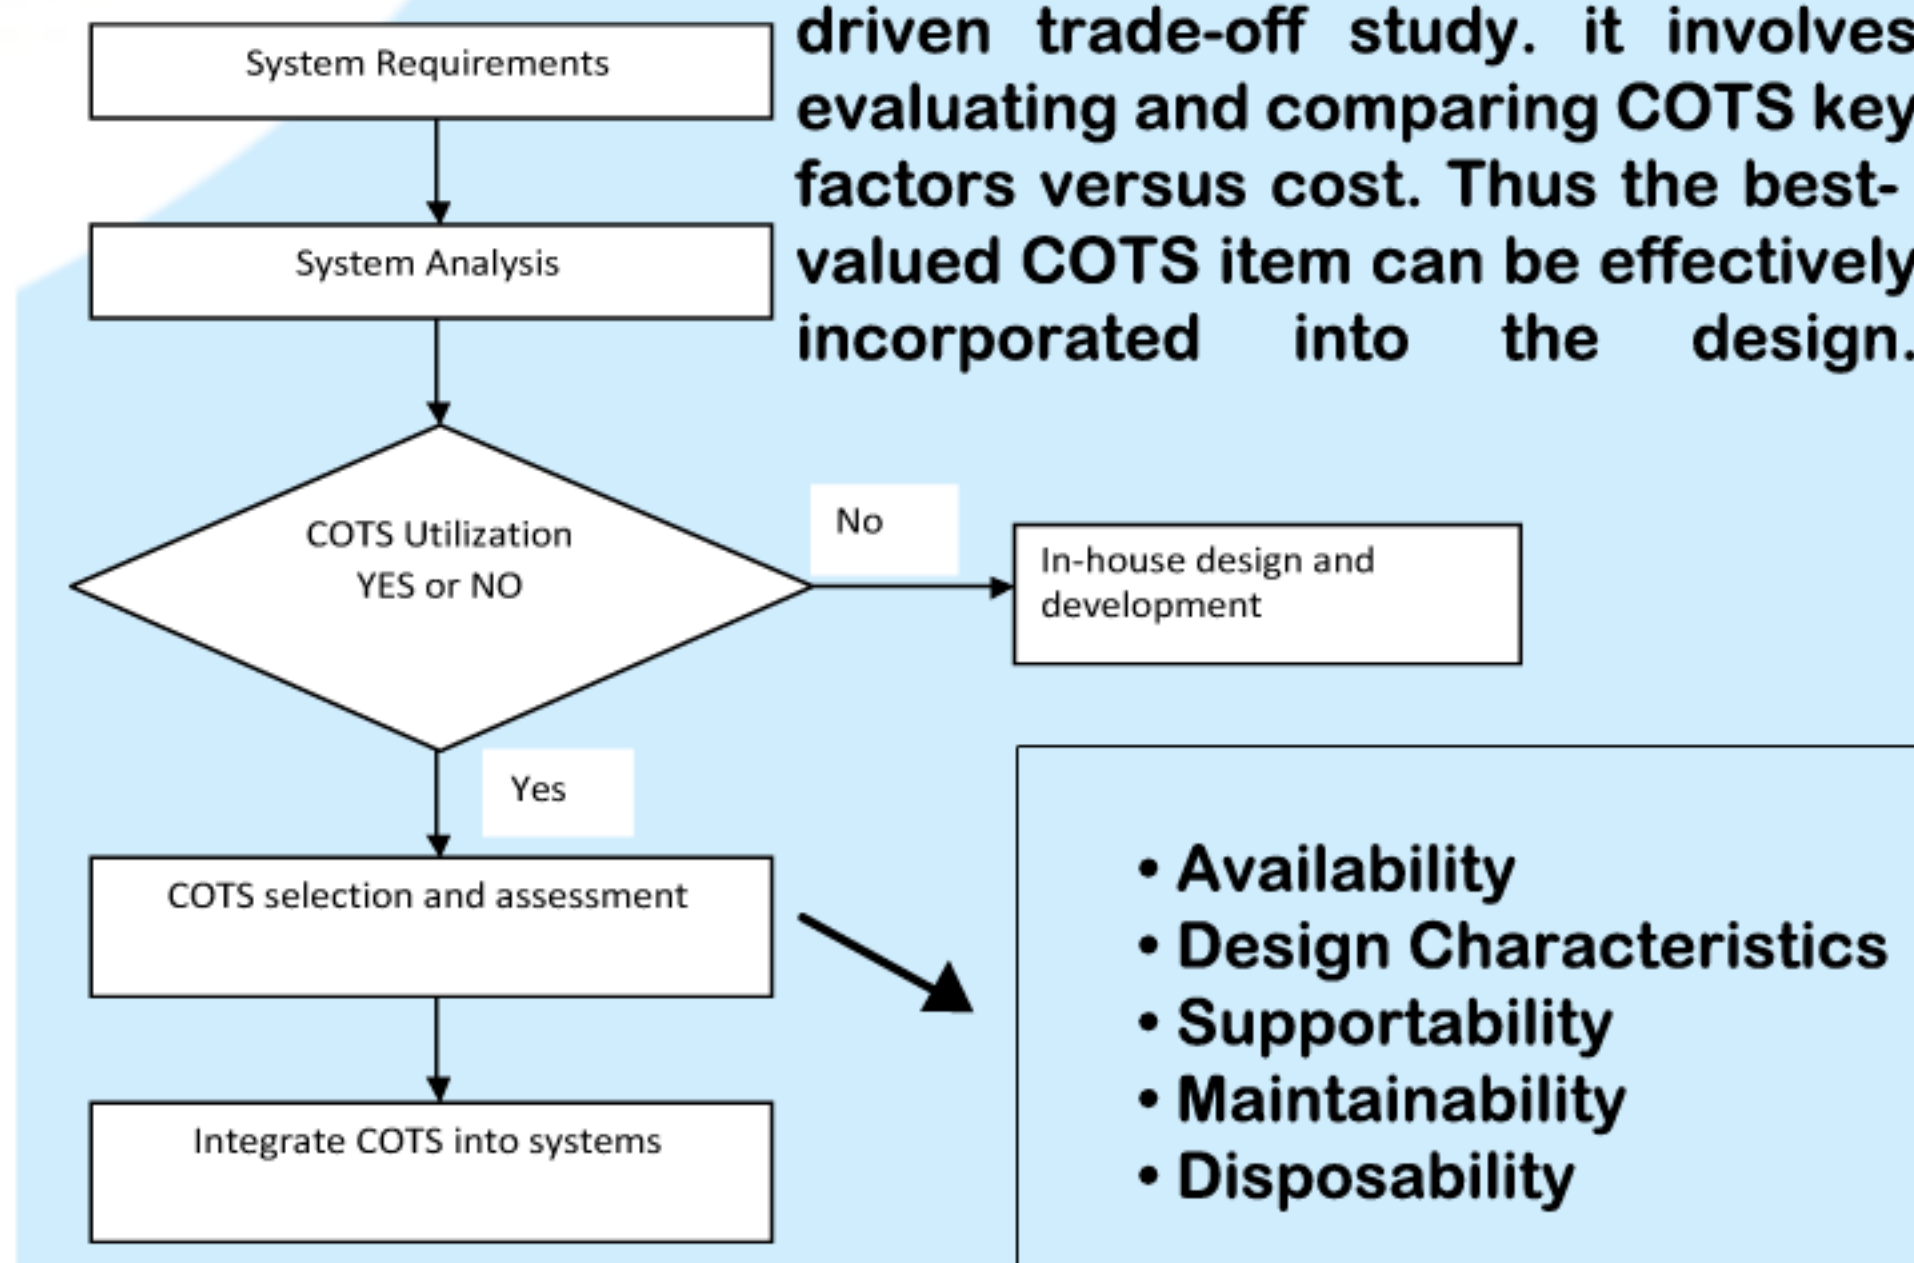 driven trade-off study. it involves
evaluating and comparing COTS key
factors versus cost. Thus the best-
valued COTS item can be effectively
incorporated into the design.
System Requirements
System Analysis
COTS Utilization
YES or NO
No
In-house design and
development
Yes
COTS selection and assessment
Integrate COTS into systems
• Availability
• Design Characteristics
• Supportability
• Maintainability
• Disposability